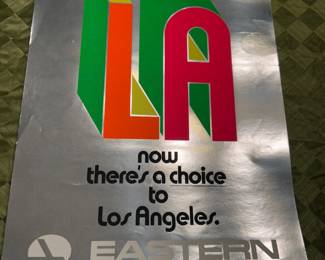 LA
now
there's a choice
to
Los Angeles.
EASTERN